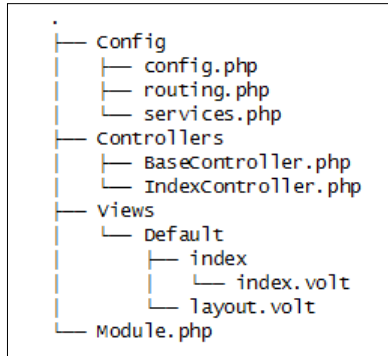 .
├── Config
│   ├── config.php
│   ├── routing.php
│   └── services.php
├── Controllers
│   ├── BaseController.php
│   └── IndexController.php
├── Views
│   └── Default
│       ├── index
│       │   └── index.volt
│       └── layout.volt
└── Module.php